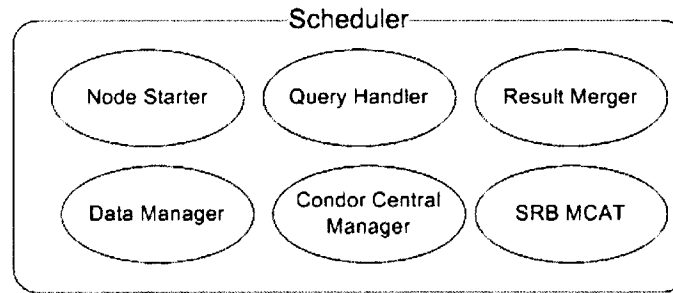 Scheduler
Node Starter
Query Handler
Result Merger
Data Manager
Condor Central
Manager
SRB MCAT